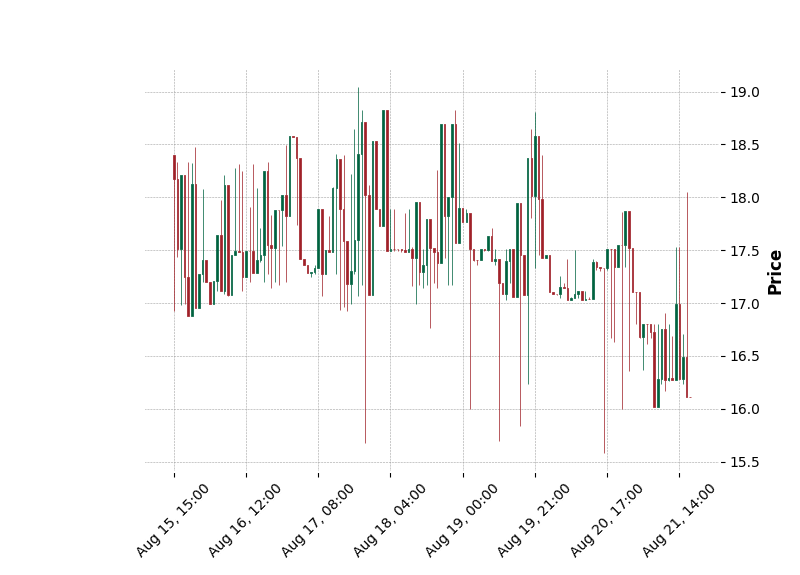 19.0
18.5
18.0
17.5
17.0
16.5
16.0
15.5
Price
Aug 15, 15:00
Aug 16, 12:00
Aug 17, 08:00
Aug 18, 04:00
Aug 19, 00:00
Aug 19, 21:00
Aug 20, 17:00
Aug 21, 14:00